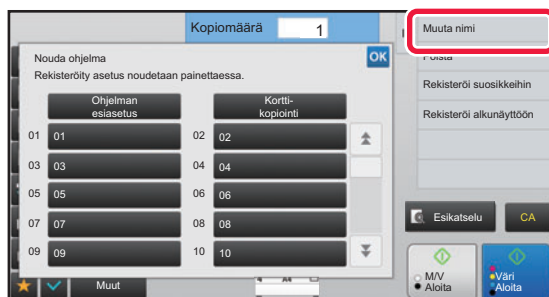 Kopiomäärä 1
Muuta nimi
Nouda ohjelma
OK
Rekisteröity asetus noudetaan painettaessa.
Poista
Rekisteröi suosikkeihin
Rekisteröi alkunäyttöön
Ohjelman
esiasetus
Kortti-
kopiointi
01 01
02 02
03 03
04 04
05 05
06 06
07 07
08 08
09 09
10 10
Esikatselu
CA
M/V
Aloita
Väri
Aloita
Muut
A4